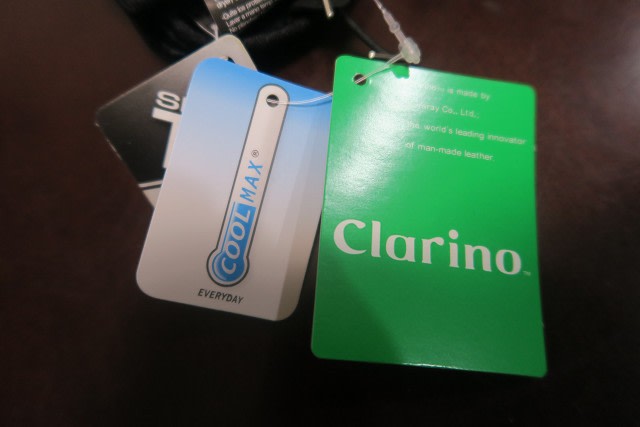 COOLMAX®
EVERYDAY
is made by
Co., Ltd.;
the world's leading innovator
of man-made leather.
Clarino™